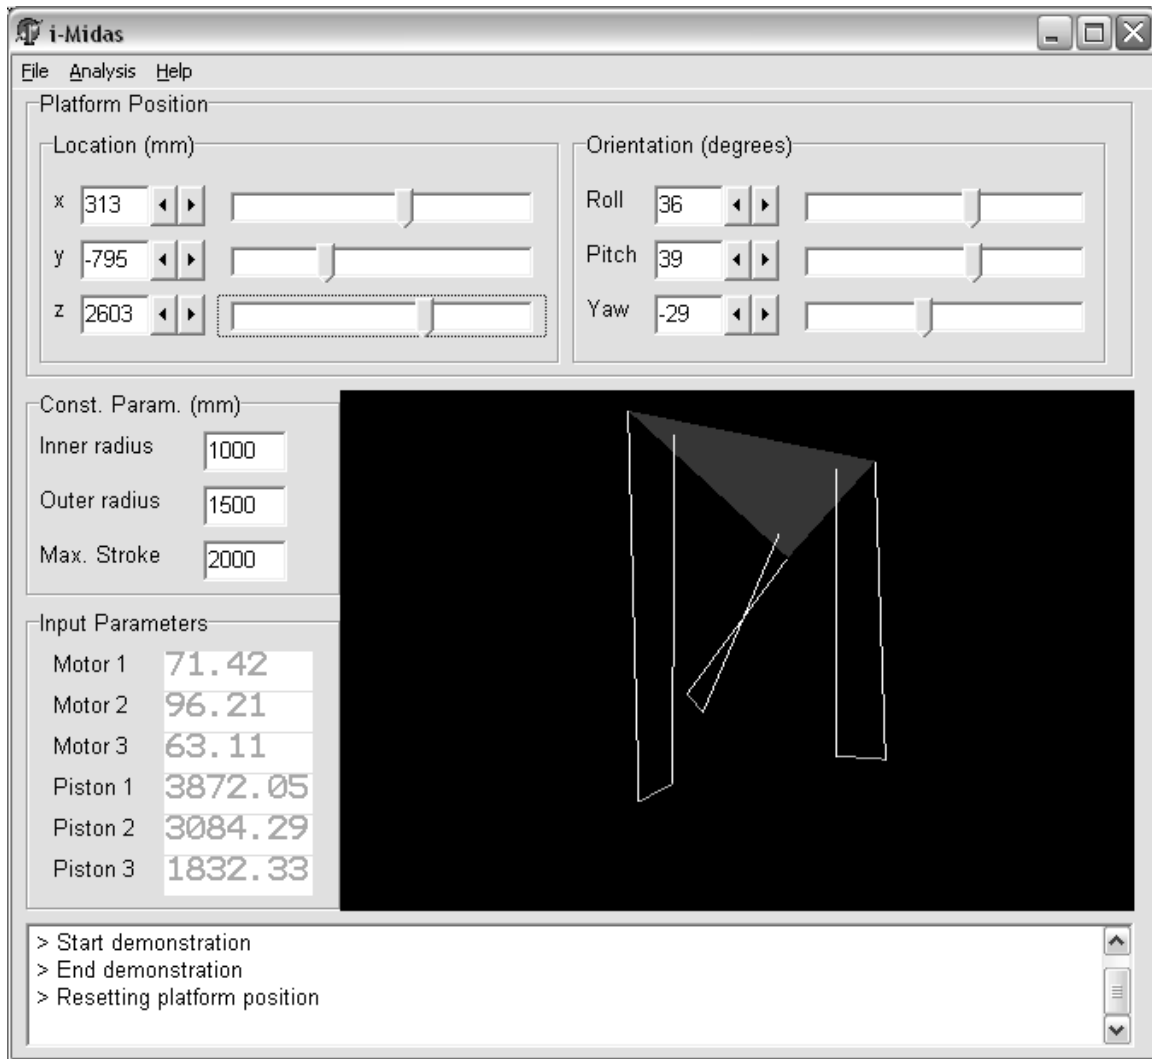 i-Midas
File Analysis Help
Platform Position
Location (mm)
x 313
y -795
z 2603
Orientation (degrees)
Roll 36
Pitch 39
Yaw -29
Const. Param. (mm)
Inner radius 1000
Outer radius 1500
Max. Stroke 2000
Input Parameters
Motor 1 71.42
Motor 2 96.21
Motor 3 63.11
Piston 1 3872.05
Piston 2 3084.29
Piston 3 1832.33
> Start demonstration
> End demonstration
> Resetting platform position